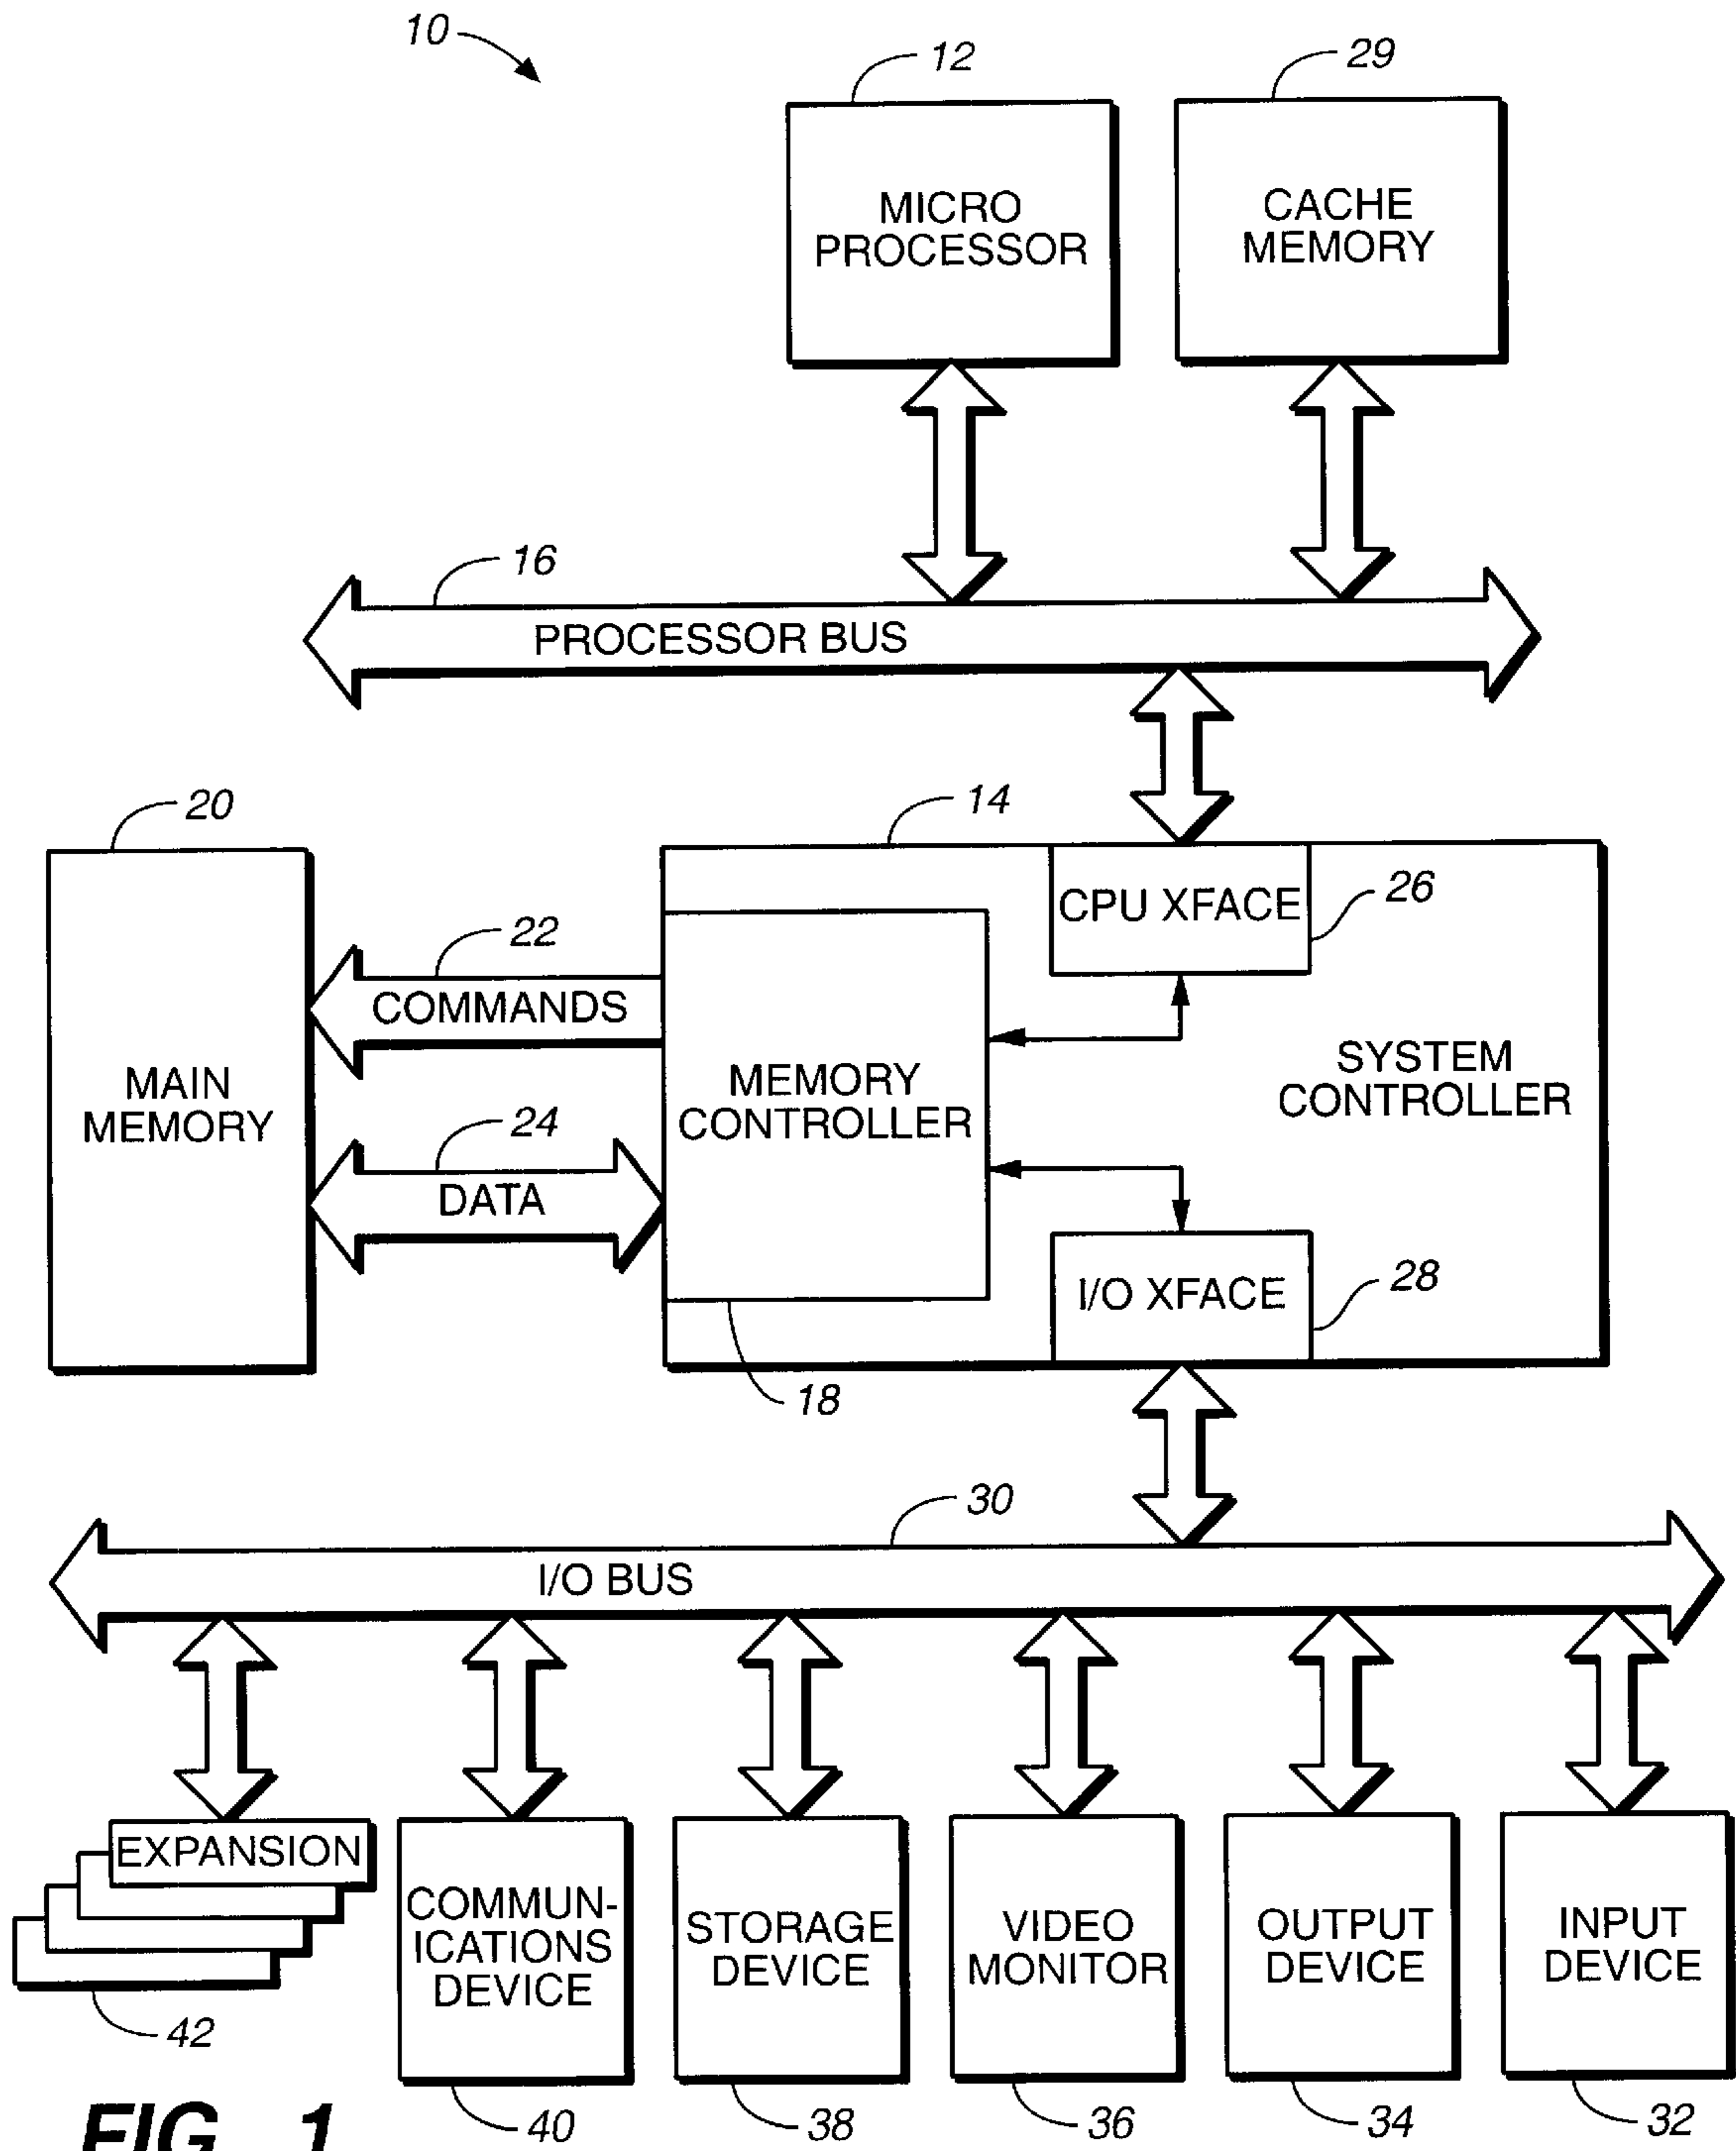 10
12
29
MICRO
PROCESSOR
CACHE
MEMORY
16
PROCESSOR BUS
20
14
CPU XFACE
26
22
COMMANDS
MAIN
MEMORY
MEMORY
CONTROLLER
SYSTEM
CONTROLLER
24
DATA
I/O XFACE
28
18
30
I/O BUS
EXPANSION
42
COMMUN-
ICATIONS
DEVICE
40
STORAGE
DEVICE
38
VIDEO
MONITOR
36
OUTPUT
DEVICE
34
INPUT
DEVICE
32
FIG. 1